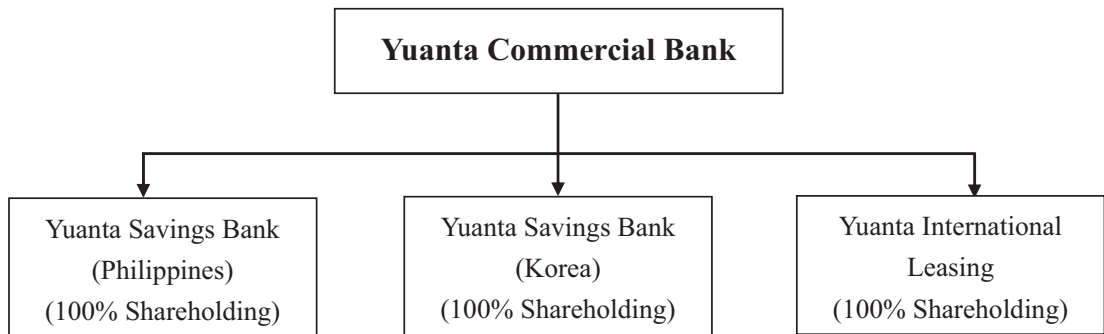 Yuanta Commercial Bank
Yuanta Savings Bank
(Philippines)
(100% Shareholding)
Yuanta Savings Bank
(Korea)
(100% Shareholding)
Yuanta International
Leasing
(100% Shareholding)